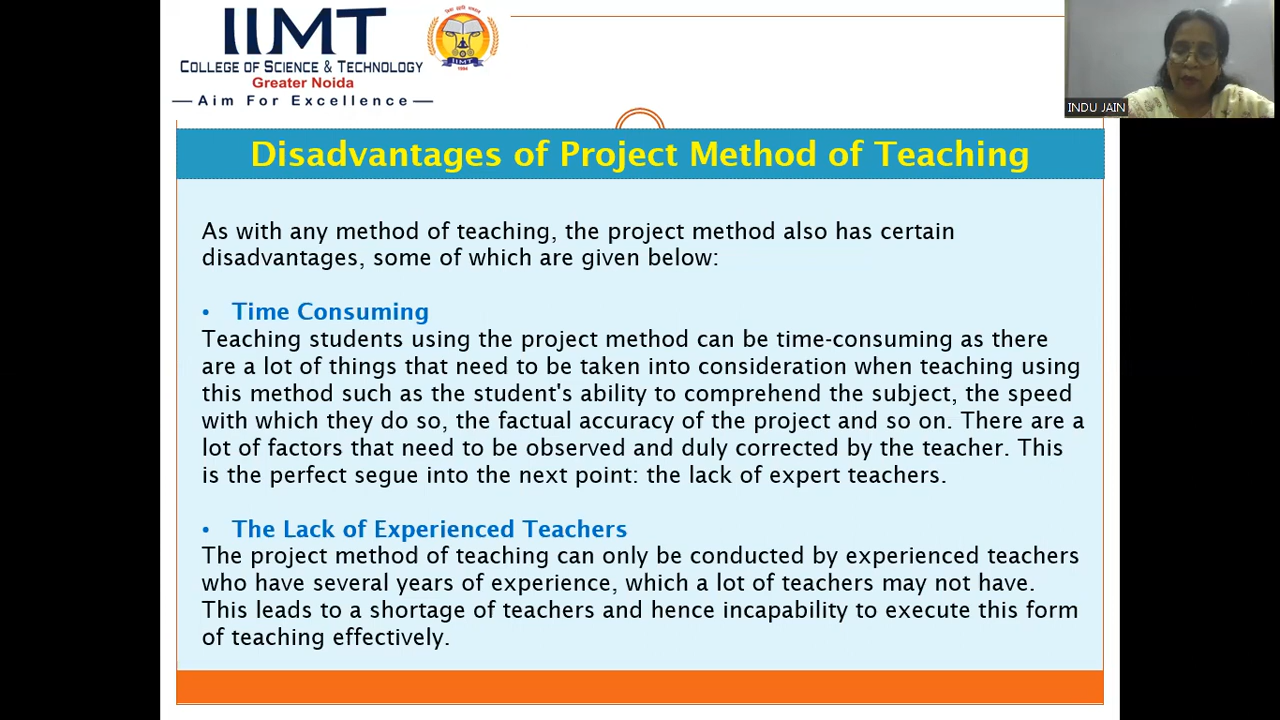 IIMT
COLLEGE OF SCIENCE & TECHNOLOGY
Greater Noida
Aim For Excellence
IIMT
INDU JAIN
Disadvantages of Project Method of Teaching
As with any method of teaching, the project method also has certain
disadvantages, some of which are given below:
• Time Consuming
Teaching students using the project method can be time-consuming as there
are a lot of things that need to be taken into consideration when teaching using
this method such as the student's ability to comprehend the subject, the speed
with which they do so, the factual accuracy of the project and so on. There are a
lot of factors that need to be observed and duly corrected by the teacher. This
is the perfect segue into the next point: the lack of expert teachers.
• The Lack of Experienced Teachers
The project method of teaching can only be conducted by experienced teachers
who have several years of experience, which a lot of teachers may not have.
This leads to a shortage of teachers and hence incapability to execute this form
of teaching effectively.